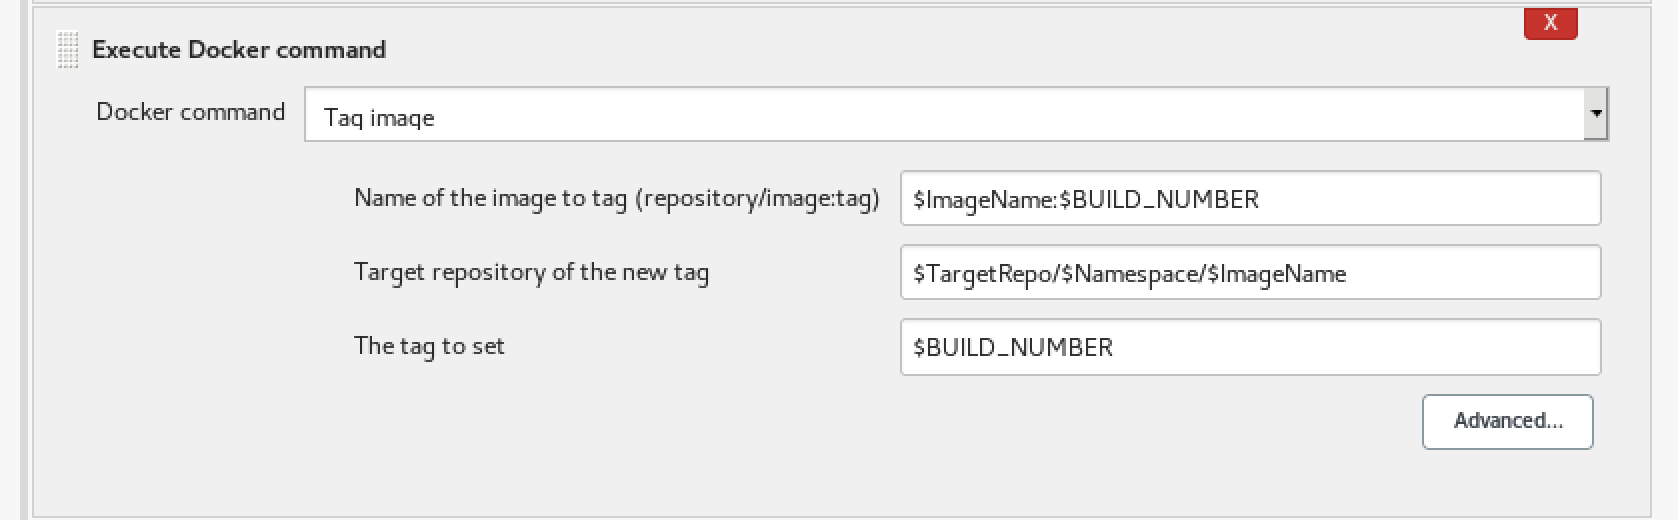 X
Execute Docker command
Docker command Tag image
Name of the image to tag (repository/image:tag) $ImageName:$BUILD_NUMBER
Target repository of the new tag $TargetRepo/$Namespace/$ImageName
The tag to set $BUILD_NUMBER
Advanced...